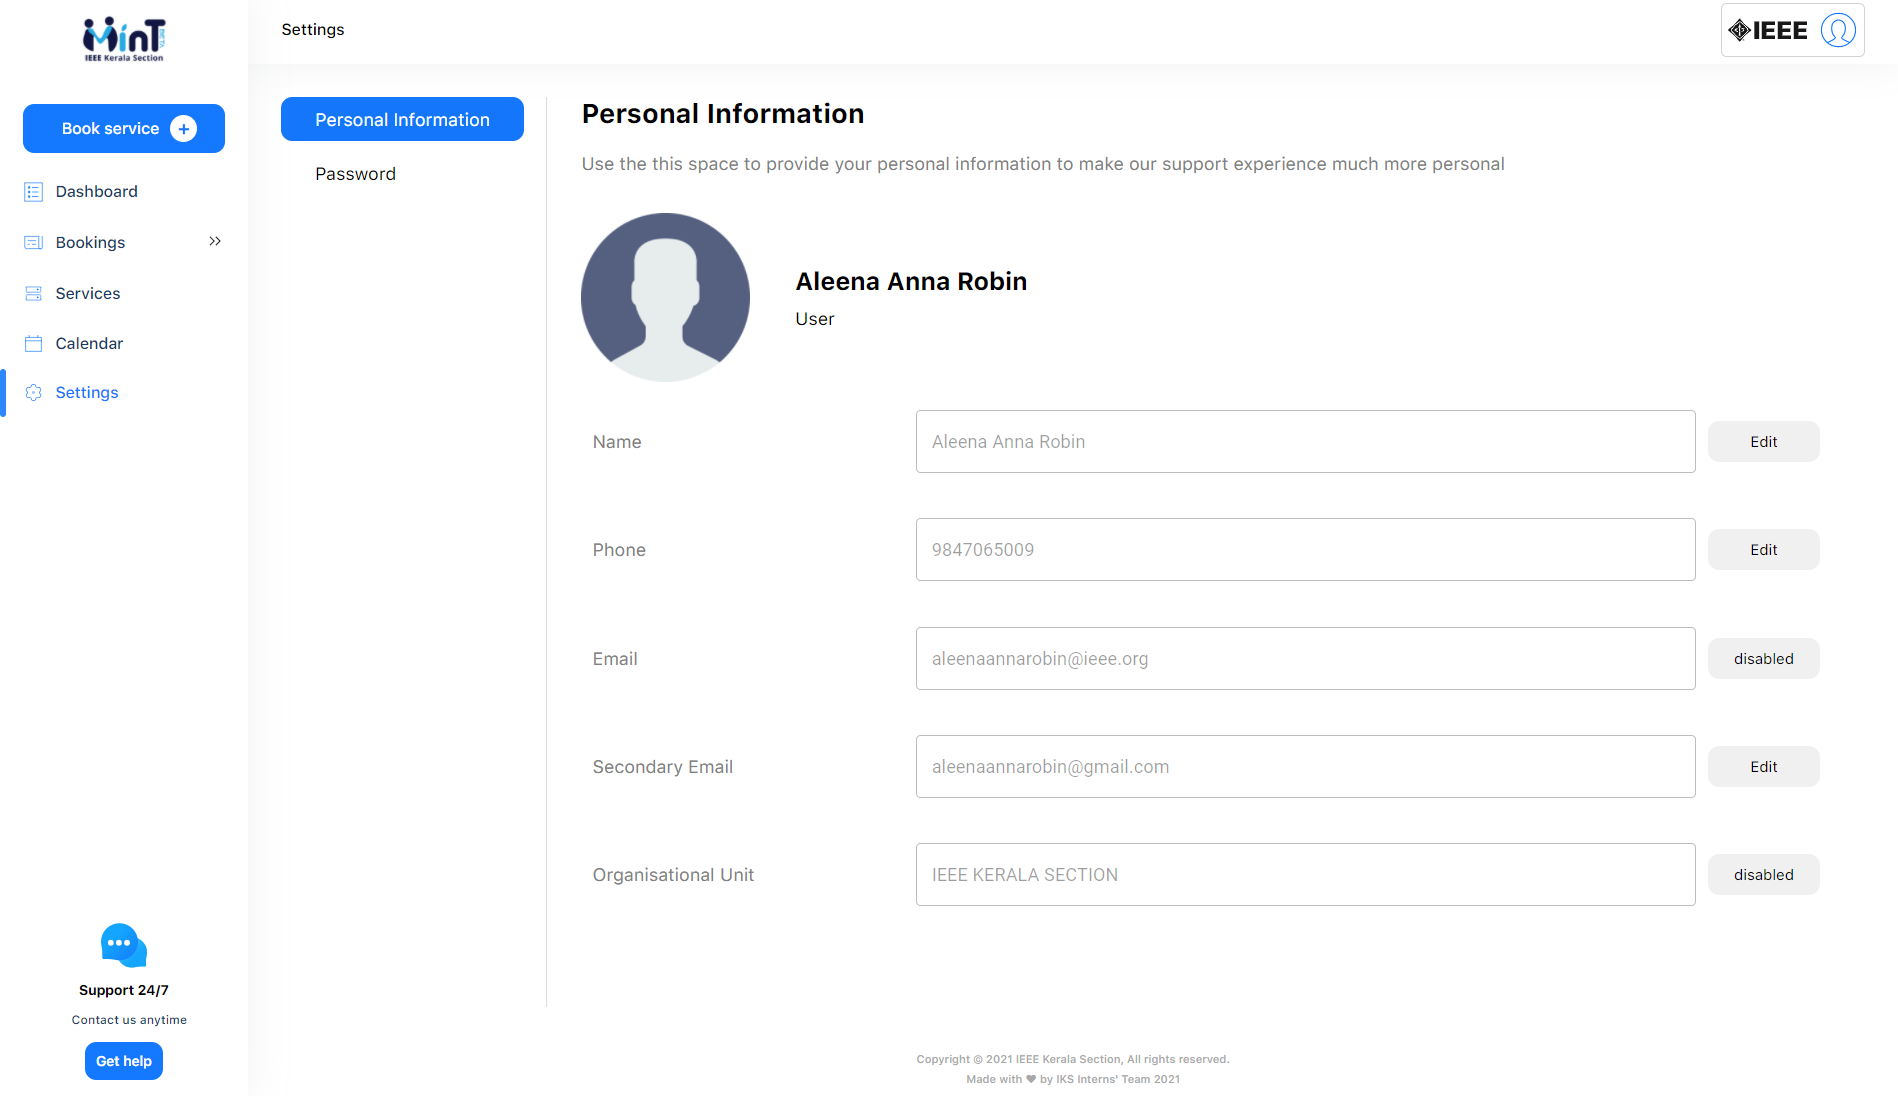 MinT
IEEE Kerala Section
Book service
Dashboard
Bookings
Services
Calendar
Settings
Support 24/7
Contact us anytime
Get help
Settings
IEEE
Personal Information
Password
Personal Information
Use the this space to provide your personal information to make our support experience much more personal
Aleena Anna Robin
User
Name
Aleena Anna Robin
Edit
Phone
9847065009
Edit
Email
aleenaannarobin@ieee.org
disabled
Secondary Email
aleenaannarobin@gmail.com
Edit
Organisational Unit
IEEE KERALA SECTION
disabled
Copyright © 2021 IEEE Kerala Section, All rights reserved.
Made with ❤ by IKS Interns' Team 2021